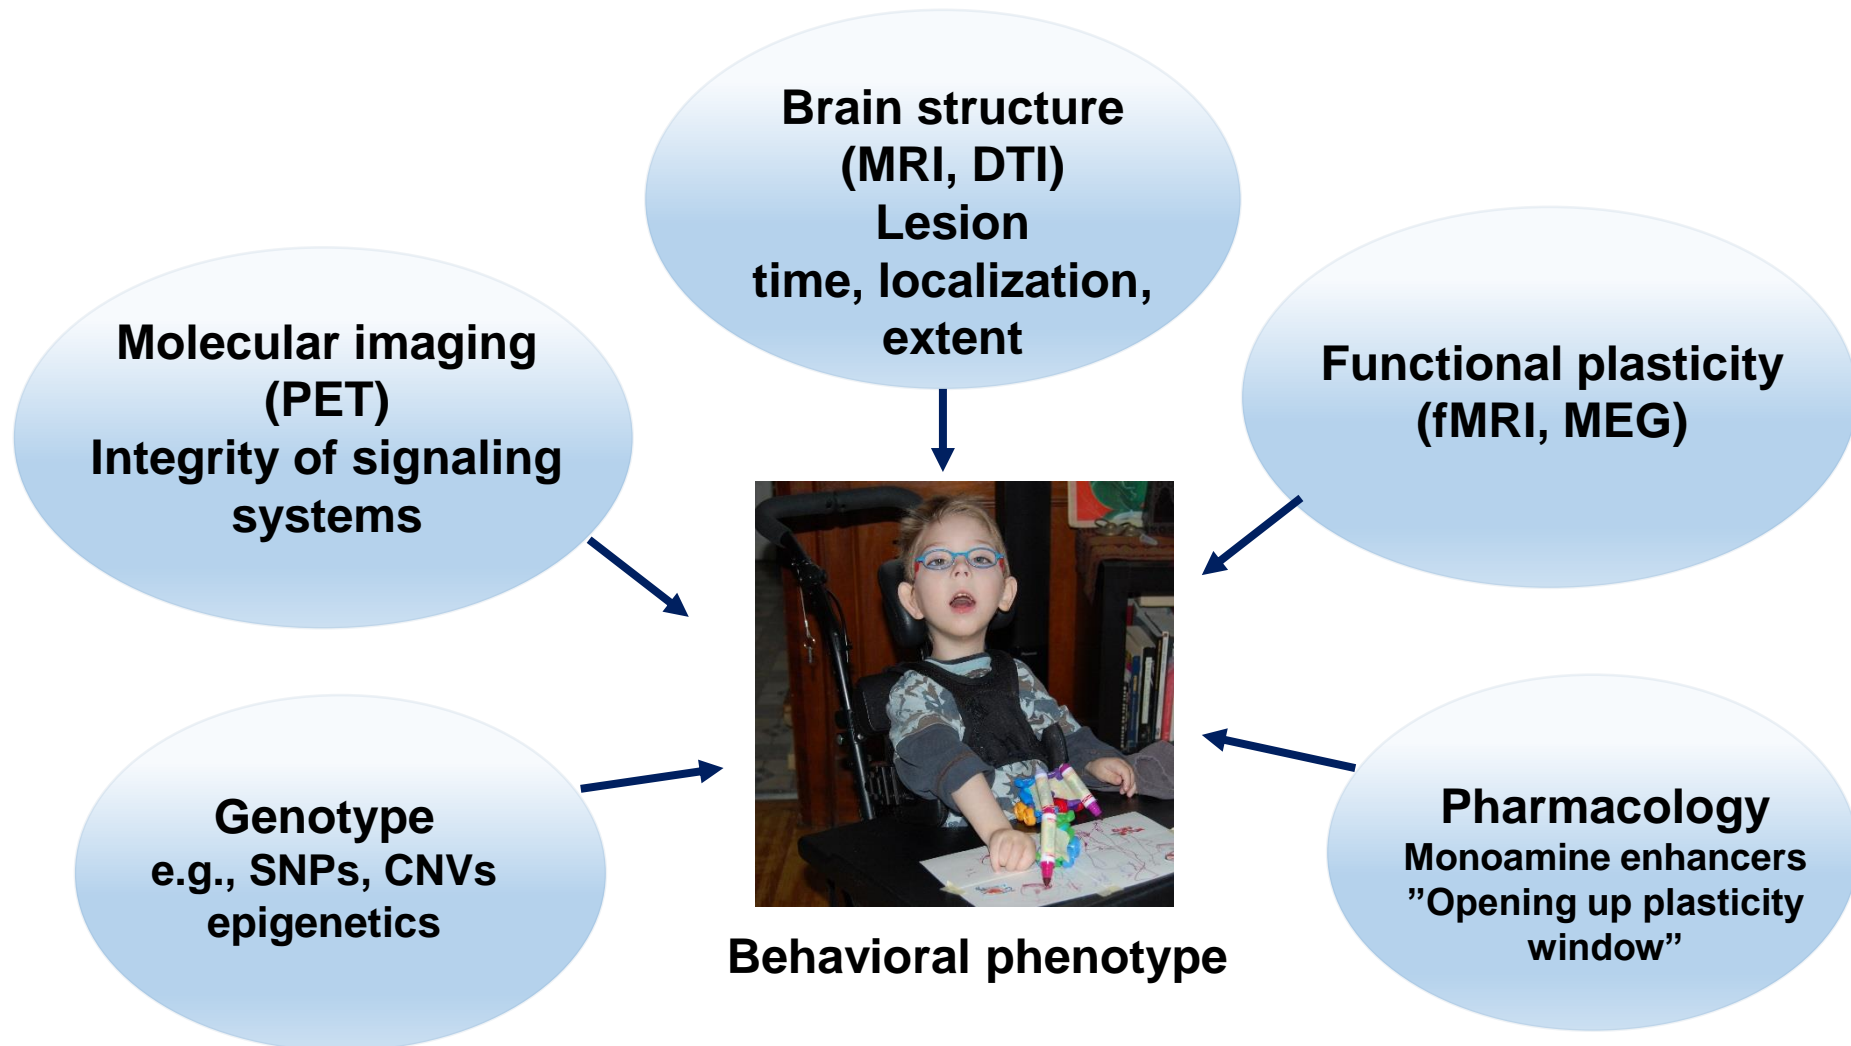 Brain structure
(MRI, DTI)
Lesion
time, localization,
extent
Molecular imaging
(PET)
Integrity of signaling
systems
Functional plasticity
(fMRI, MEG)
Genotype
e.g., SNPs, CNVs
epigenetics
Pharmacology
Monoamine enhancers
”Opening up plasticity
window”
Behavioral phenotype